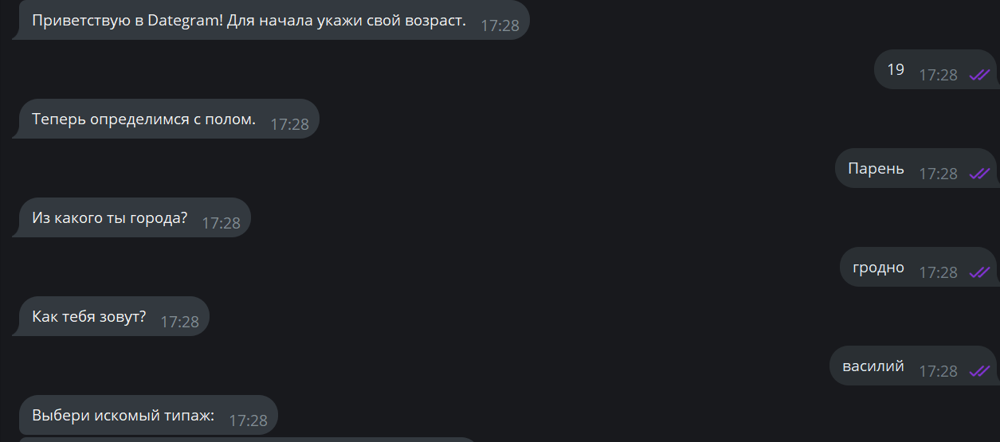 Приветствую в Dategram! Для начала укажи свой возраст. 17:28
19 17:28
Теперь определимся с полом. 17:28
Парень 17:28
Из какого ты города? 17:28
гродно 17:28
Как тебя зовут? 17:28
василий 17:28
Выбери искомый типаж: 17:28